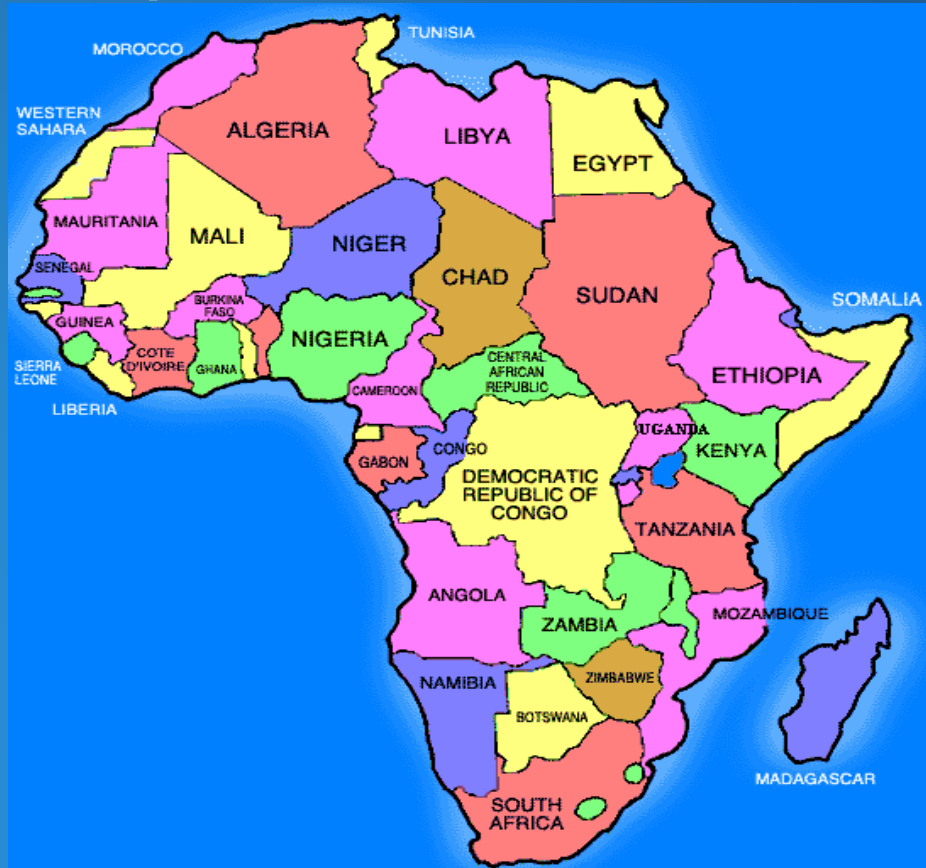 TUNISIA
MOROCCO
WESTERN
SAHARA
ALGERIA
LIBYA
EGYPT
MAURITANIA
MALI
NIGER
CHAD
SUDAN
SENEGAL
BURKINA
FASO
SOMALIA
GUINEA
NIGERIA
COTE
D'IVOIRE
GHANA
CENTRAL
AFRICAN
REPUBLIC
ETHIOPIA
SIERRA
LEONE
CAMEROON
LIBERIA
UGANDA
KENYA
GABON
CONGO
DEMOCRATIC
REPUBLIC OF
CONGO
TANZANIA
ANGOLA
ZAMBIA
MOZAMBIQUE
NAMIBIA
ZIMBABWE
BOTSWANA
MADAGASCAR
SOUTH
AFRICA